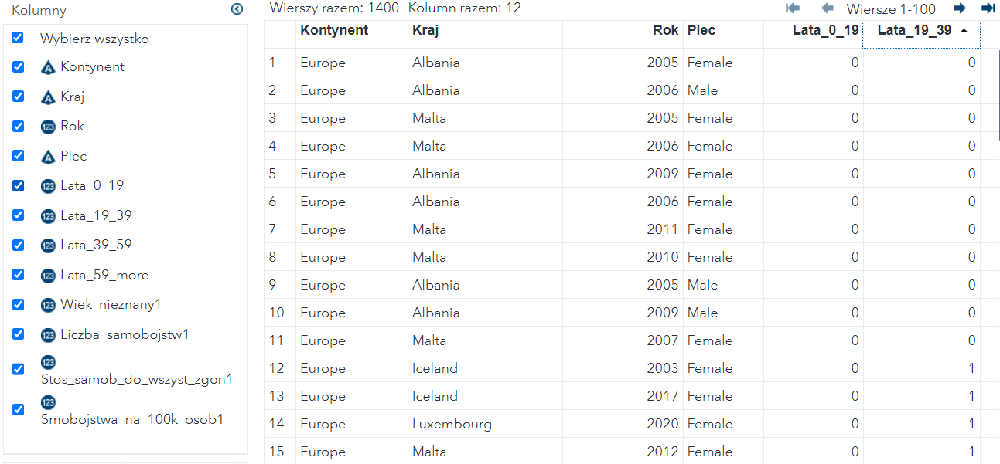 Kolumny
Wybierz wszystko
Kontynent
Kraj
Rok
Plec
Lata_0_19
Lata_19_39
Lata_39_59
Lata_59_more
Wiek_nieznany1
Liczba_samobojstw1
Stos_samob_do_wszyst_zgon1
Smobojstwa_na_100k_osob1
Wierszy razem: 1400 Kolumn razem: 12 Wiersze 1-100
Kontynent Kraj Rok Plec Lata_0_19 Lata_19_39
1 Europe Albania 2005 Female 0 0
2 Europe Albania 2006 Male 0 0
3 Europe Malta 2005 Female 0 0
4 Europe Malta 2006 Female 0 0
5 Europe Albania 2009 Female 0 0
6 Europe Albania 2006 Female 0 0
7 Europe Malta 2011 Female 0 0
8 Europe Malta 2010 Female 0 0
9 Europe Albania 2005 Male 0 0
10 Europe Albania 2009 Male 0 0
11 Europe Malta 2007 Female 0 0
12 Europe Iceland 2003 Female 0 1
13 Europe Iceland 2017 Female 0 1
14 Europe Luxembourg 2020 Female 0 1
15 Europe Malta 2012 Female 0 1